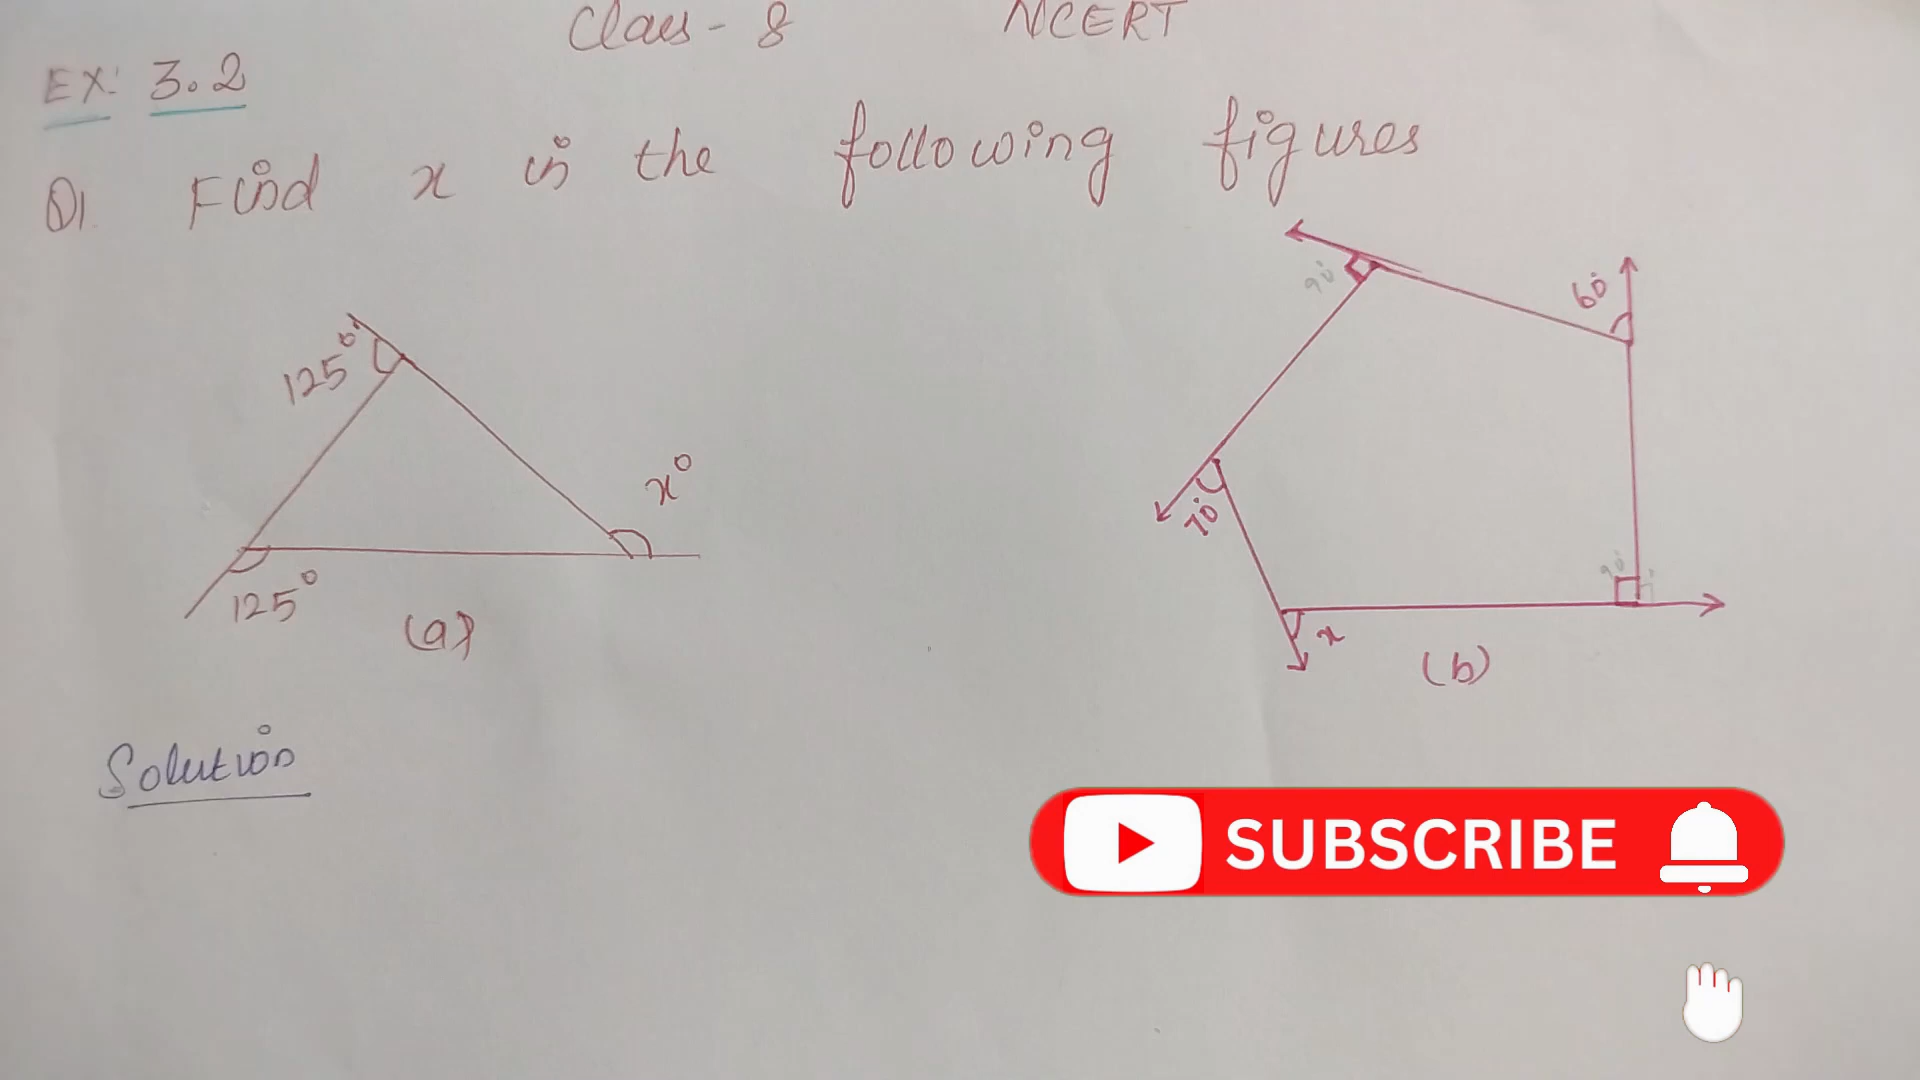 Class - 8 NCERT
EX: 3.2
Q1. Find x in the following figures
125°
x°
125°
(a)
90°
60°
70°
90°
x
(b)
Solution
SUBSCRIBE